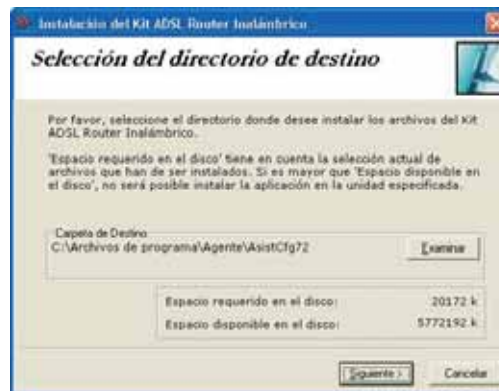 Instalación del Kit ADSL Router Inalámbrico
Selección del directorio de destino
Por favor, seleccione el directorio donde desee instalar los archivos del Kit
ADSL Router Inalámbrico.
'Espacio requerido en el disco' tiene en cuenta la selección actual de
archivos que han de ser instalados. Si es mayor que 'Espacio disponible en
el disco', no será posible instalar la aplicación en la unidad especificada.
Carpeta de Destino
C:\Archivos de programa\Agente\AsistCfg72
Examinar
Espacio requerido en el disco: 20172 k
Espacio disponible en el disco: 5772192 k
Siguiente >
Cancelar